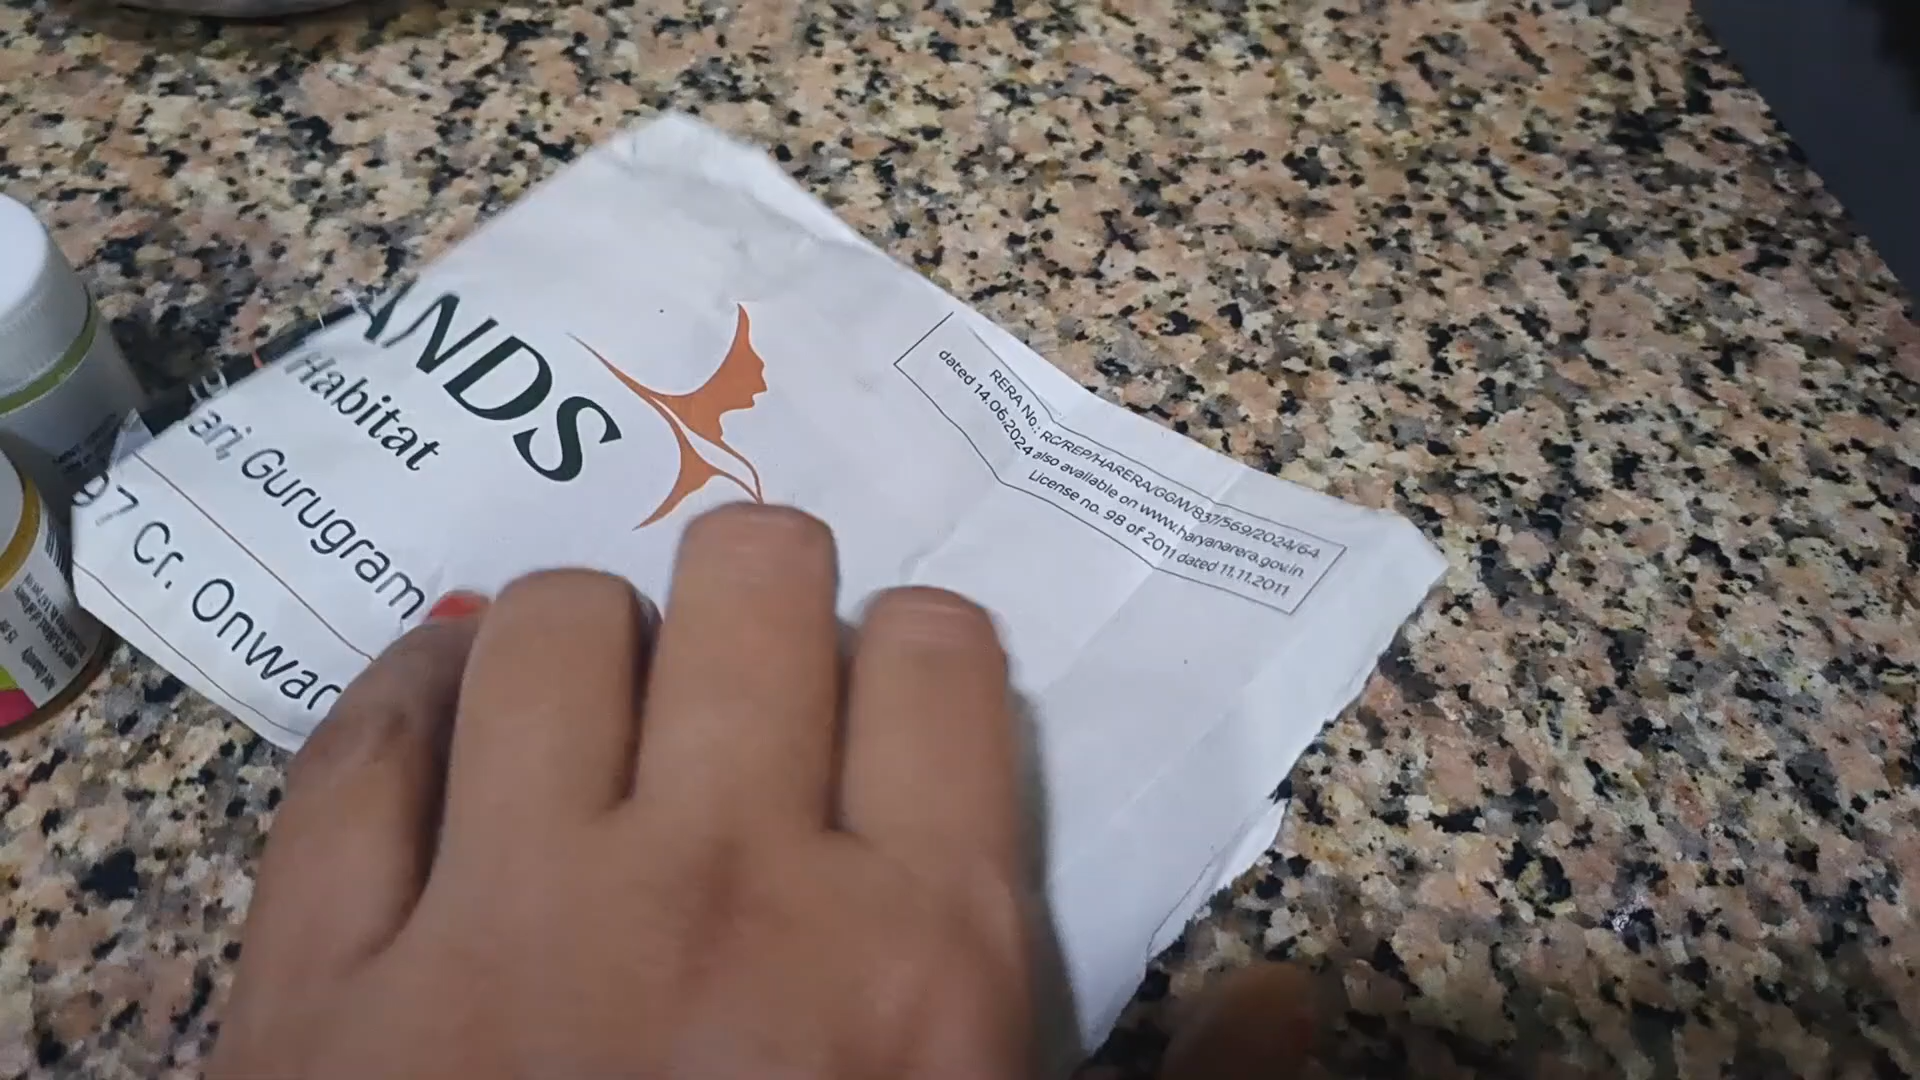 ANDS
Habitat
ani, Gurugram
97 Cr. Onwar
RERA No.: RC/REP/HARERA/GGM/837/569/2024/64
dated 14.06.2024 also available on www.haryanarera.gov.in
License no. 98 of 2011 dated 11.11.2011